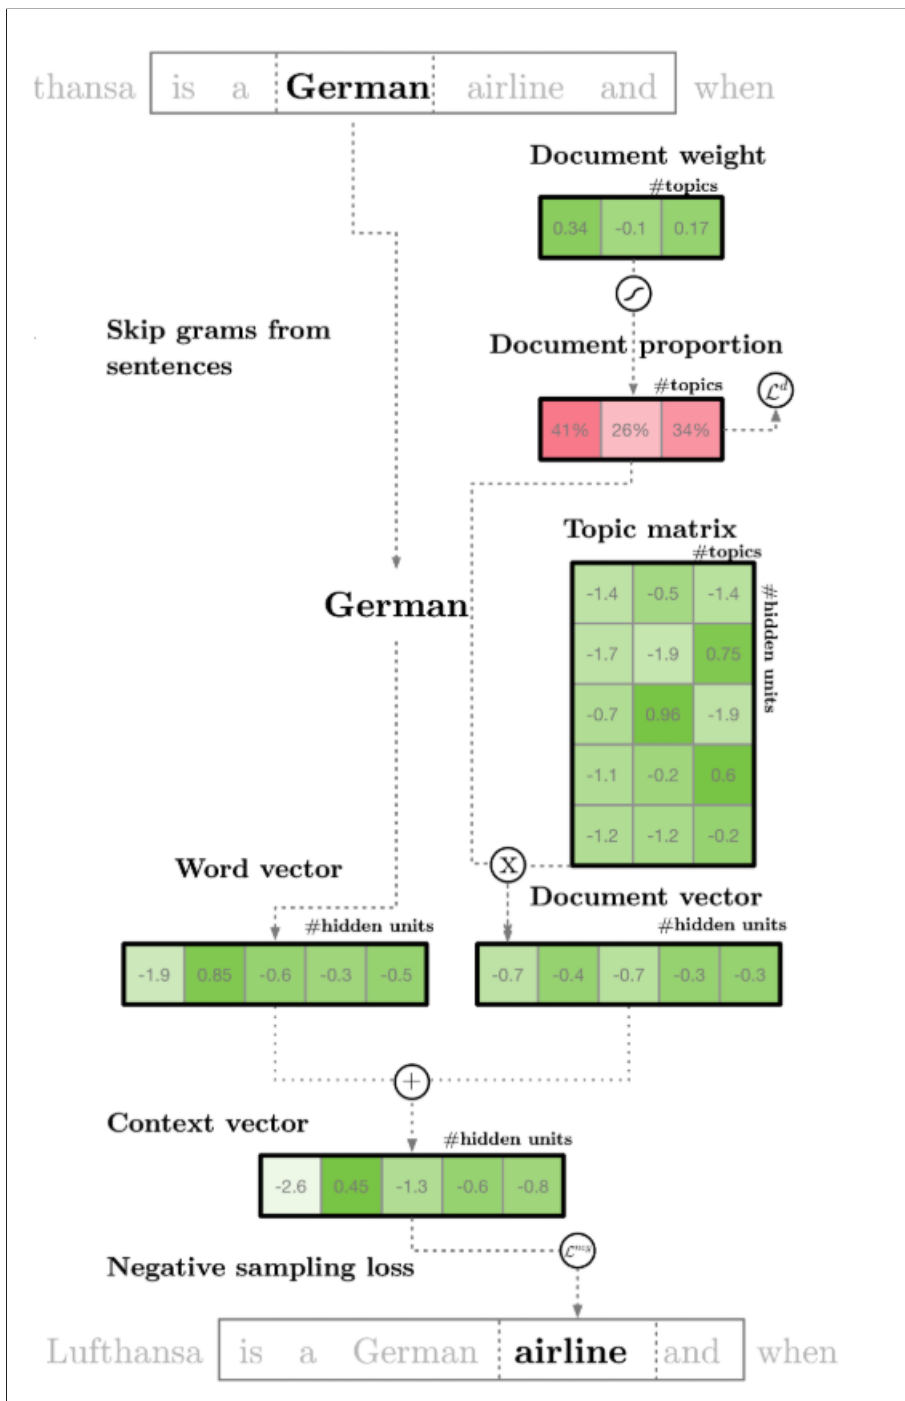 thansa is a German airline and when
Document weight
#topics
0.34 -0.1 0.17
Skip grams from
sentences
Document proportion
#topics
ℒᵈ
41% 26% 34%
Topic matrix
#topics
#hidden units
-1.4 -0.5 -1.4
-1.7 -1.9 0.75
-0.7 0.96 -1.9
-1.1 -0.2 0.6
-1.2 -1.2 -0.2
German
X
Word vector
#hidden units
-1.9 0.85 -0.6 -0.3 -0.5
Document vector
#hidden units
-0.7 -0.4 -0.7 -0.3 -0.3
+
Context vector
#hidden units
-2.6 0.45 -1.3 -0.6 -0.8
ℒⁿᵉᵍ
Negative sampling loss
Lufthansa is a German airline and when